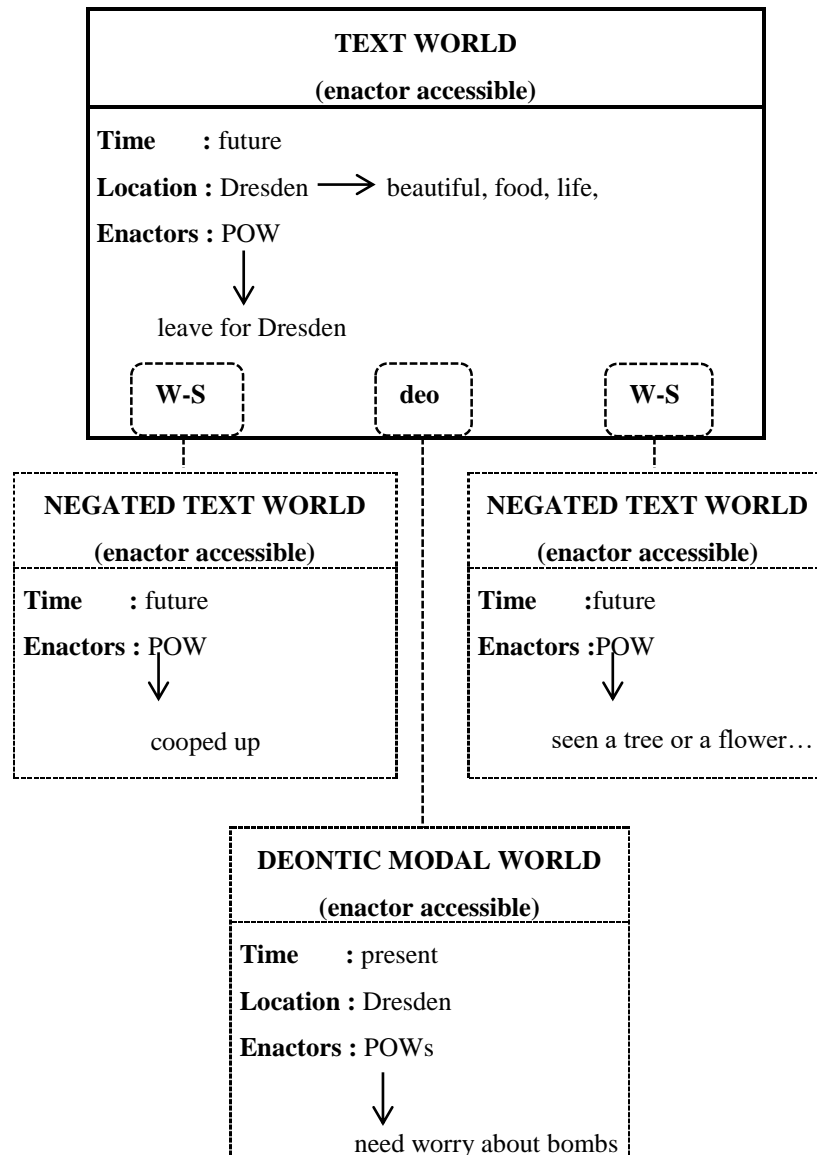 TEXT WORLD
(enactor accessible)
Time : future
Location : Dresden → beautiful, food, life,
Enactors : POW
leave for Dresden
W-S
deo
W-S
NEGATED TEXT WORLD
(enactor accessible)
Time : future
Enactors : POW
cooped up
NEGATED TEXT WORLD
(enactor accessible)
Time :future
Enactors :POW
seen a tree or a flower…
DEONTIC MODAL WORLD
(enactor accessible)
Time : present
Location : Dresden
Enactors : POWs
need worry about bombs